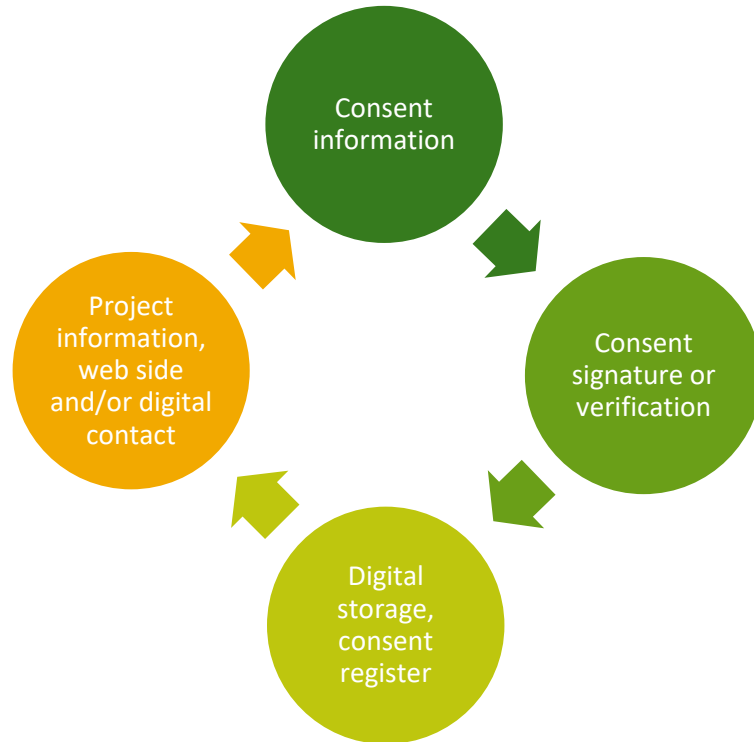 Consent
information
Project
information,
web side
and/or digital
contact
Consent
signature or
verification
Digital
storage,
consent
register